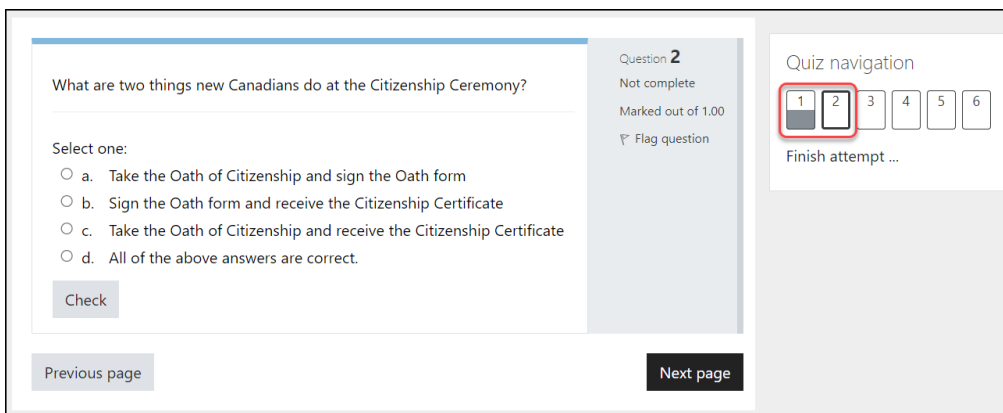 What are two things new Canadians do at the Citizenship Ceremony?
Select one:
a. Take the Oath of Citizenship and sign the Oath form
b. Sign the Oath form and receive the Citizenship Certificate
c. Take the Oath of Citizenship and receive the Citizenship Certificate
d. All of the above answers are correct.
Check
Question 2
Not complete
Marked out of 1.00
Flag question
Previous page
Next page
Quiz navigation
1 2 3 4 5 6
Finish attempt ...